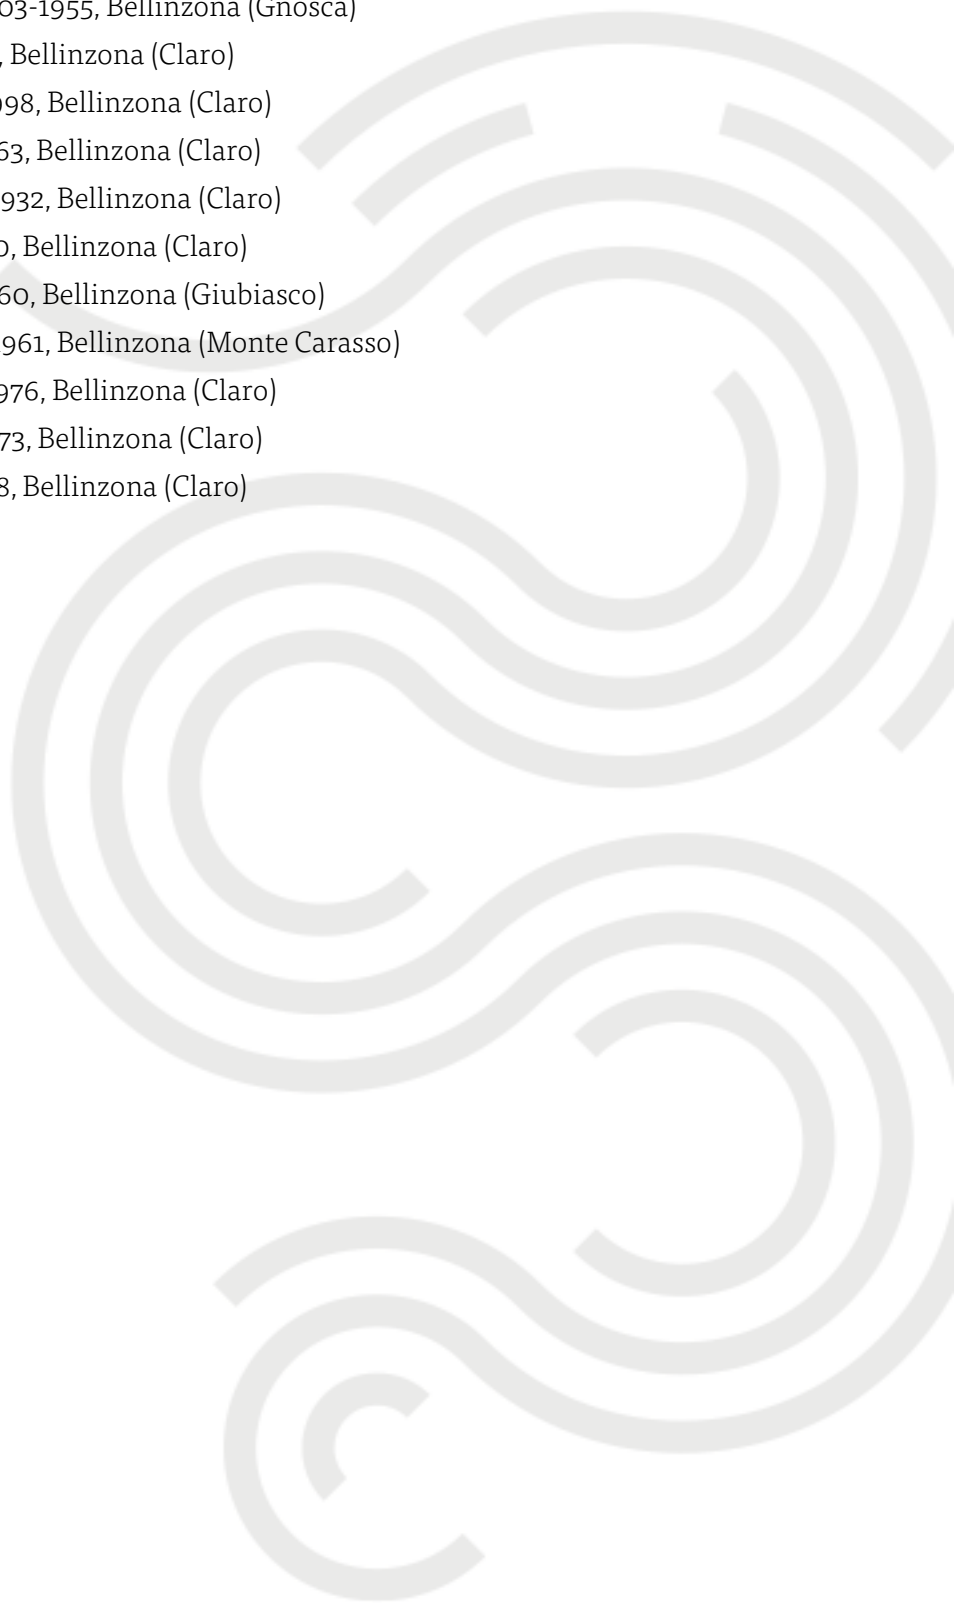 03-1955, Bellinzona (Gnosca)
, Bellinzona (Claro)
998, Bellinzona (Claro)
63, Bellinzona (Claro)
1932, Bellinzona (Claro)
0, Bellinzona (Claro)
60, Bellinzona (Giubiasco)
1961, Bellinzona (Monte Carasso)
976, Bellinzona (Claro)
73, Bellinzona (Claro)
8, Bellinzona (Claro)